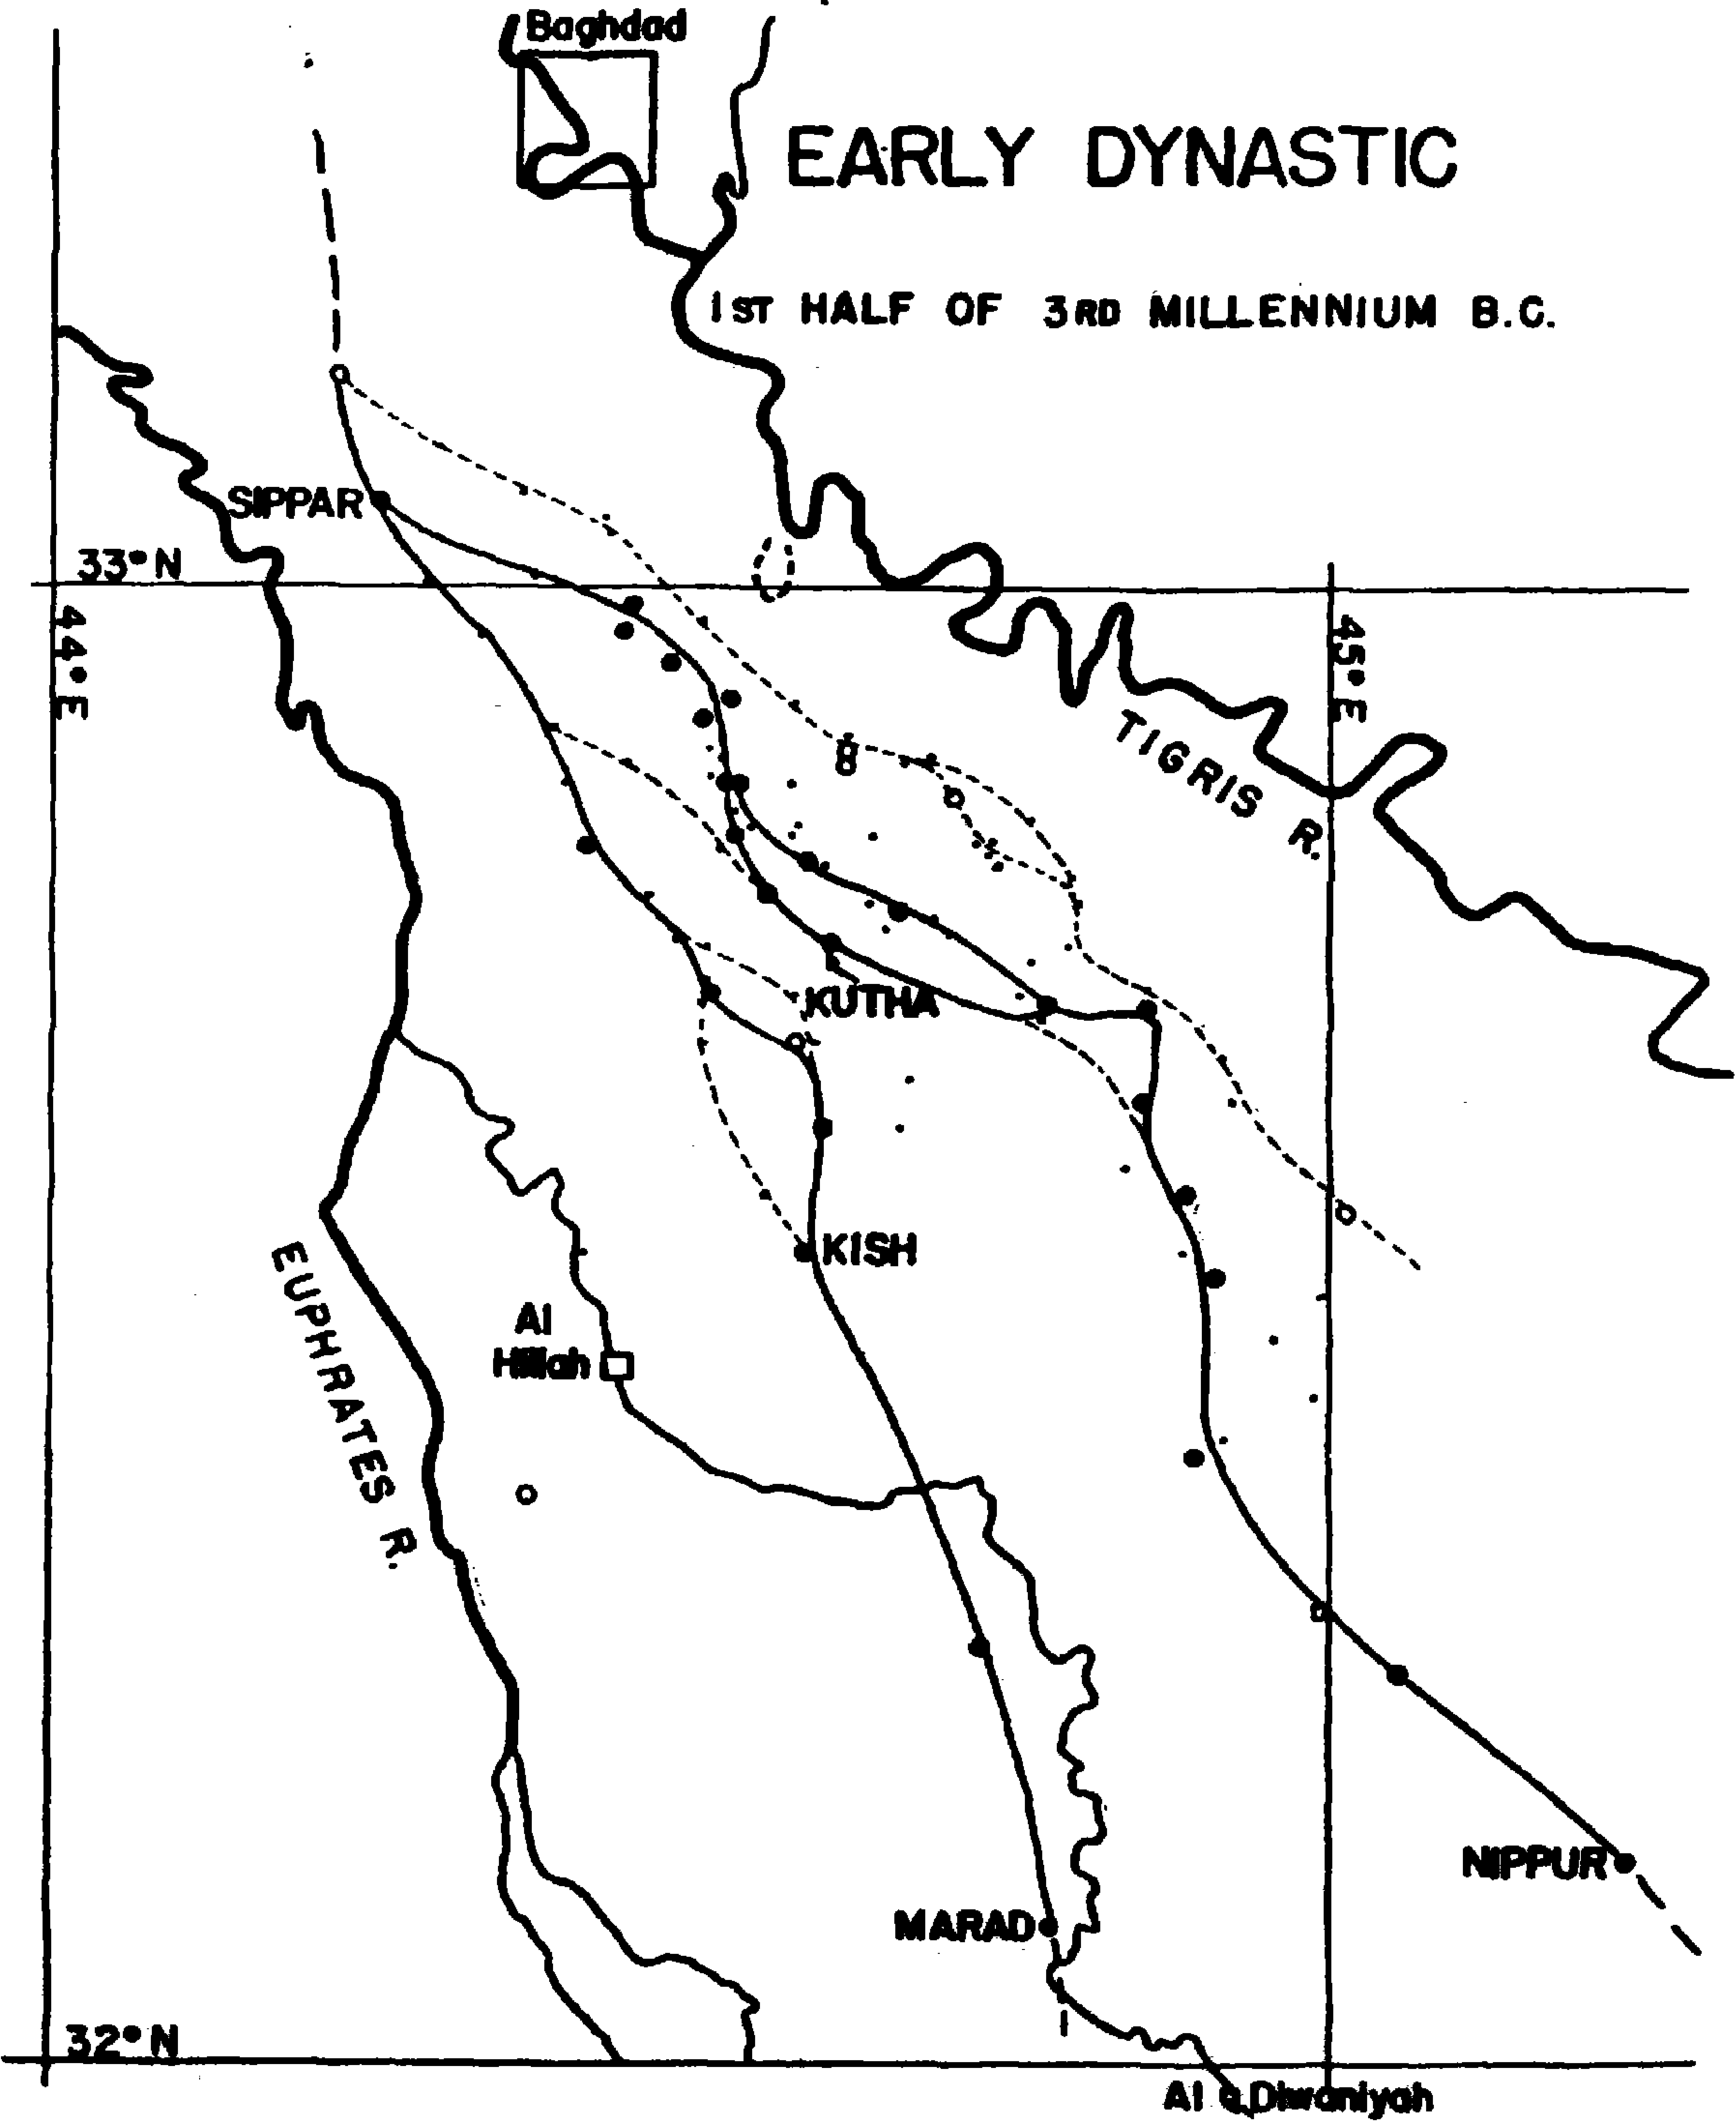 Baghdad
EARLY DYNASTIC
1ST HALF OF 3RD MILLENNIUM B.C.
SIPPAR
33°N
44°E
45°E
TIGRIS R.
KUTHA
KISH
EUPHRATES R.
Al
Hillah
NIPPUR
MARAD
32°N
Al Diwaniyah